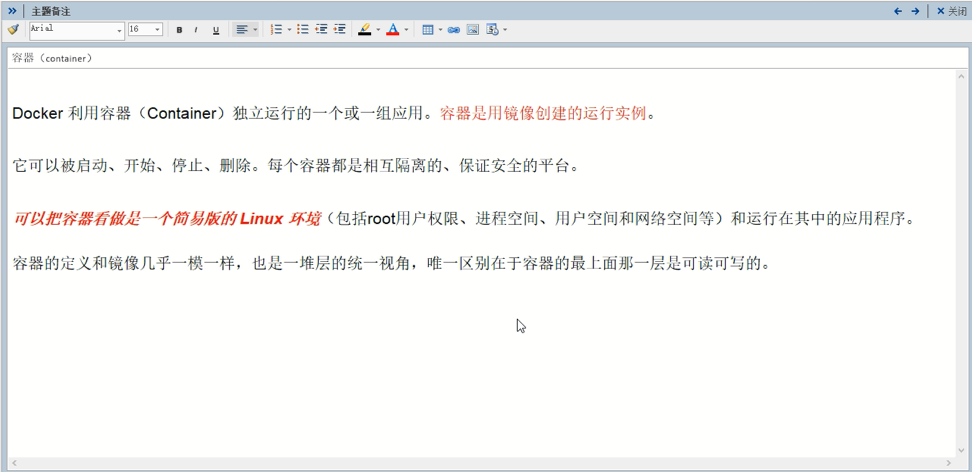 主题备注
关闭
Arial
16
B I U
容器（container）
Docker 利用容器（Container）独立运行的一个或一组应用。容器是用镜像创建的运行实例。
它可以被启动、开始、停止、删除。每个容器都是相互隔离的、保证安全的平台。
可以把容器看做是一个简易版的 Linux 环境（包括root用户权限、进程空间、用户空间和网络空间等）和运行在其中的应用程序。
容器的定义和镜像几乎一模一样，也是一堆层的统一视角，唯一区别在于容器的最上面那一层是可读可写的。